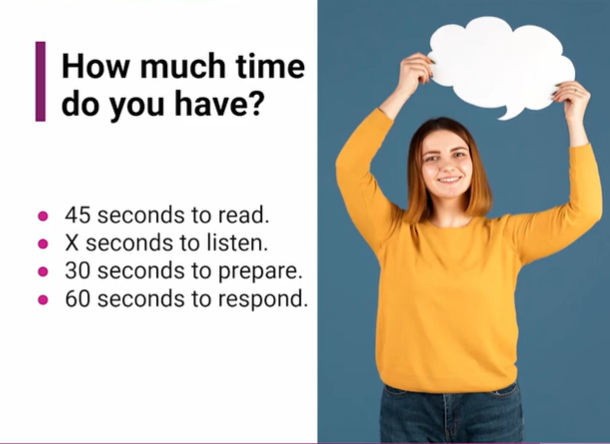 How much time
do you have?
45 seconds to read.
X seconds to listen.
30 seconds to prepare.
60 seconds to respond.